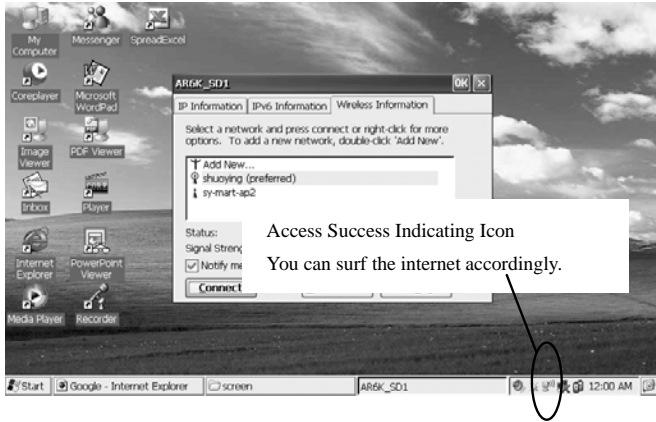 My
Computer
Messenger
SpreadExcel
Coreplayer
Microsoft
WordPad
Image
Viewer
PDF Viewer
Inbox
Player
Internet
Explorer
PowerPoint
Viewer
Media Player
Recorder
AR6K_SD1
OK
IP Information
IPv6 Information
Wireless Information
Select a network and press connect or right-click for more
options. To add a new network, double-click 'Add New'.
Add New...
shuoying (preferred)
sy-mart-ap2
Status:
Signal
Notify me
Connect
Access Success Indicating Icon
You can surf the internet accordingly.
Start
Google - Internet Explorer
screen
AR6K_SD1
12:00 AM